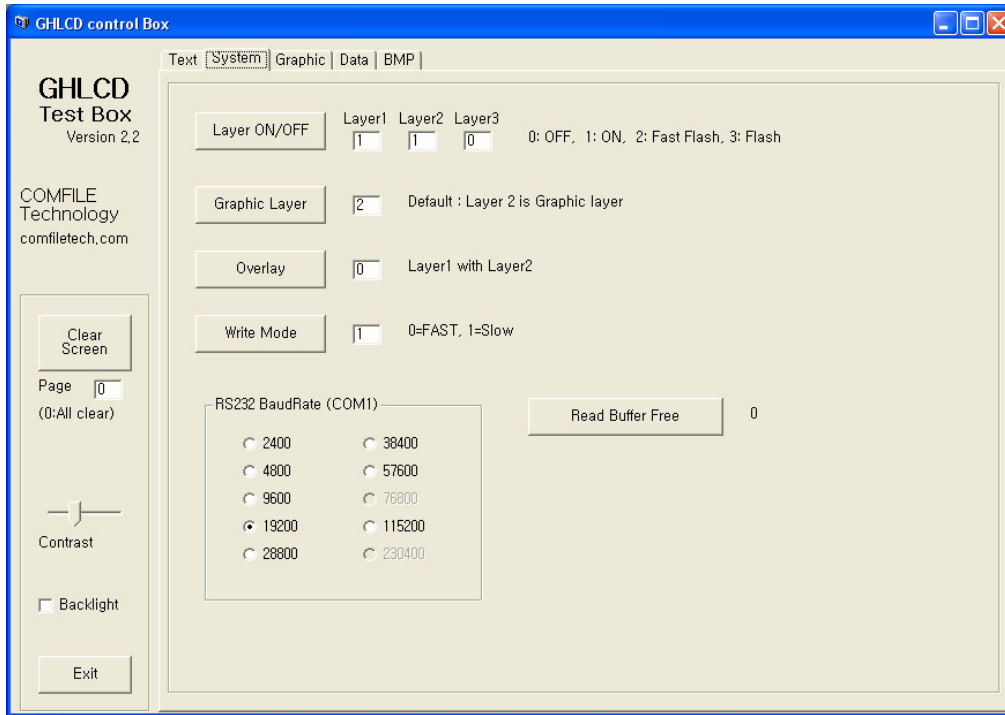 GHLCD control Box
Text System Graphic Data BMP
GHLCD
Test Box
Version 2.2
COMFILE
Technology
comfiletech.com
Clear
Screen
Page 0
(0:All clear)
Contrast
Backlight
Exit
Layer1 Layer2 Layer3
Layer ON/OFF 1 1 0 0: OFF, 1: ON, 2: Fast Flash, 3: Flash
Graphic Layer 2 Default : Layer 2 is Graphic layer
Overlay 0 Layer1 with Layer2
Write Mode 1 0=FAST, 1=Slow
RS232 BaudRate (COM1)
2400 38400
4800 57600
9600 76800
19200 115200
28800 230400
Read Buffer Free 0